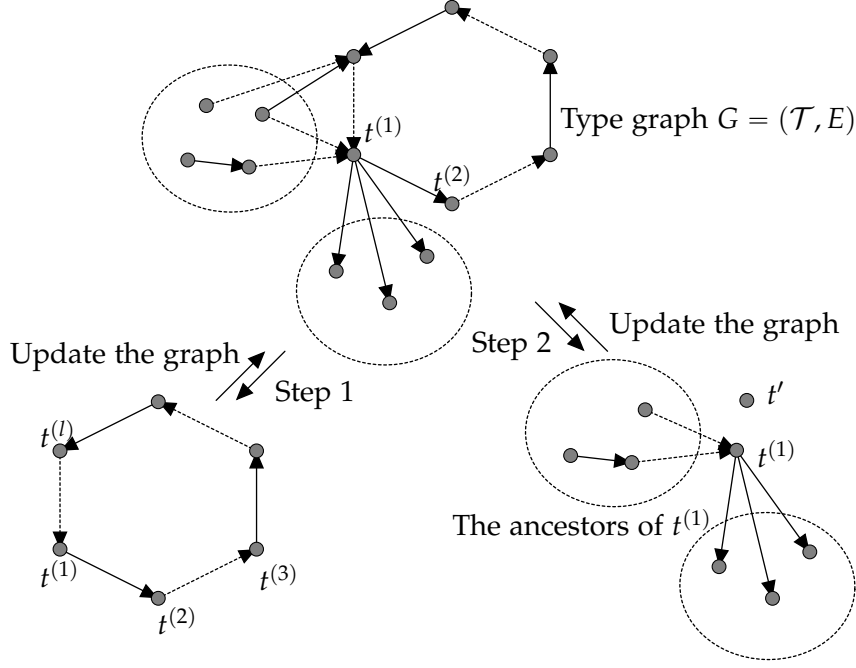 t^{(1)}
Type graph G = (𝒯, E)
t^{(2)}
Update the graph
Step 1
Step 2
Update the graph
t^{(l)}
t^{(1)}
t^{(2)}
t^{(3)}
t′
t^{(1)}
The ancestors of t^{(1)}